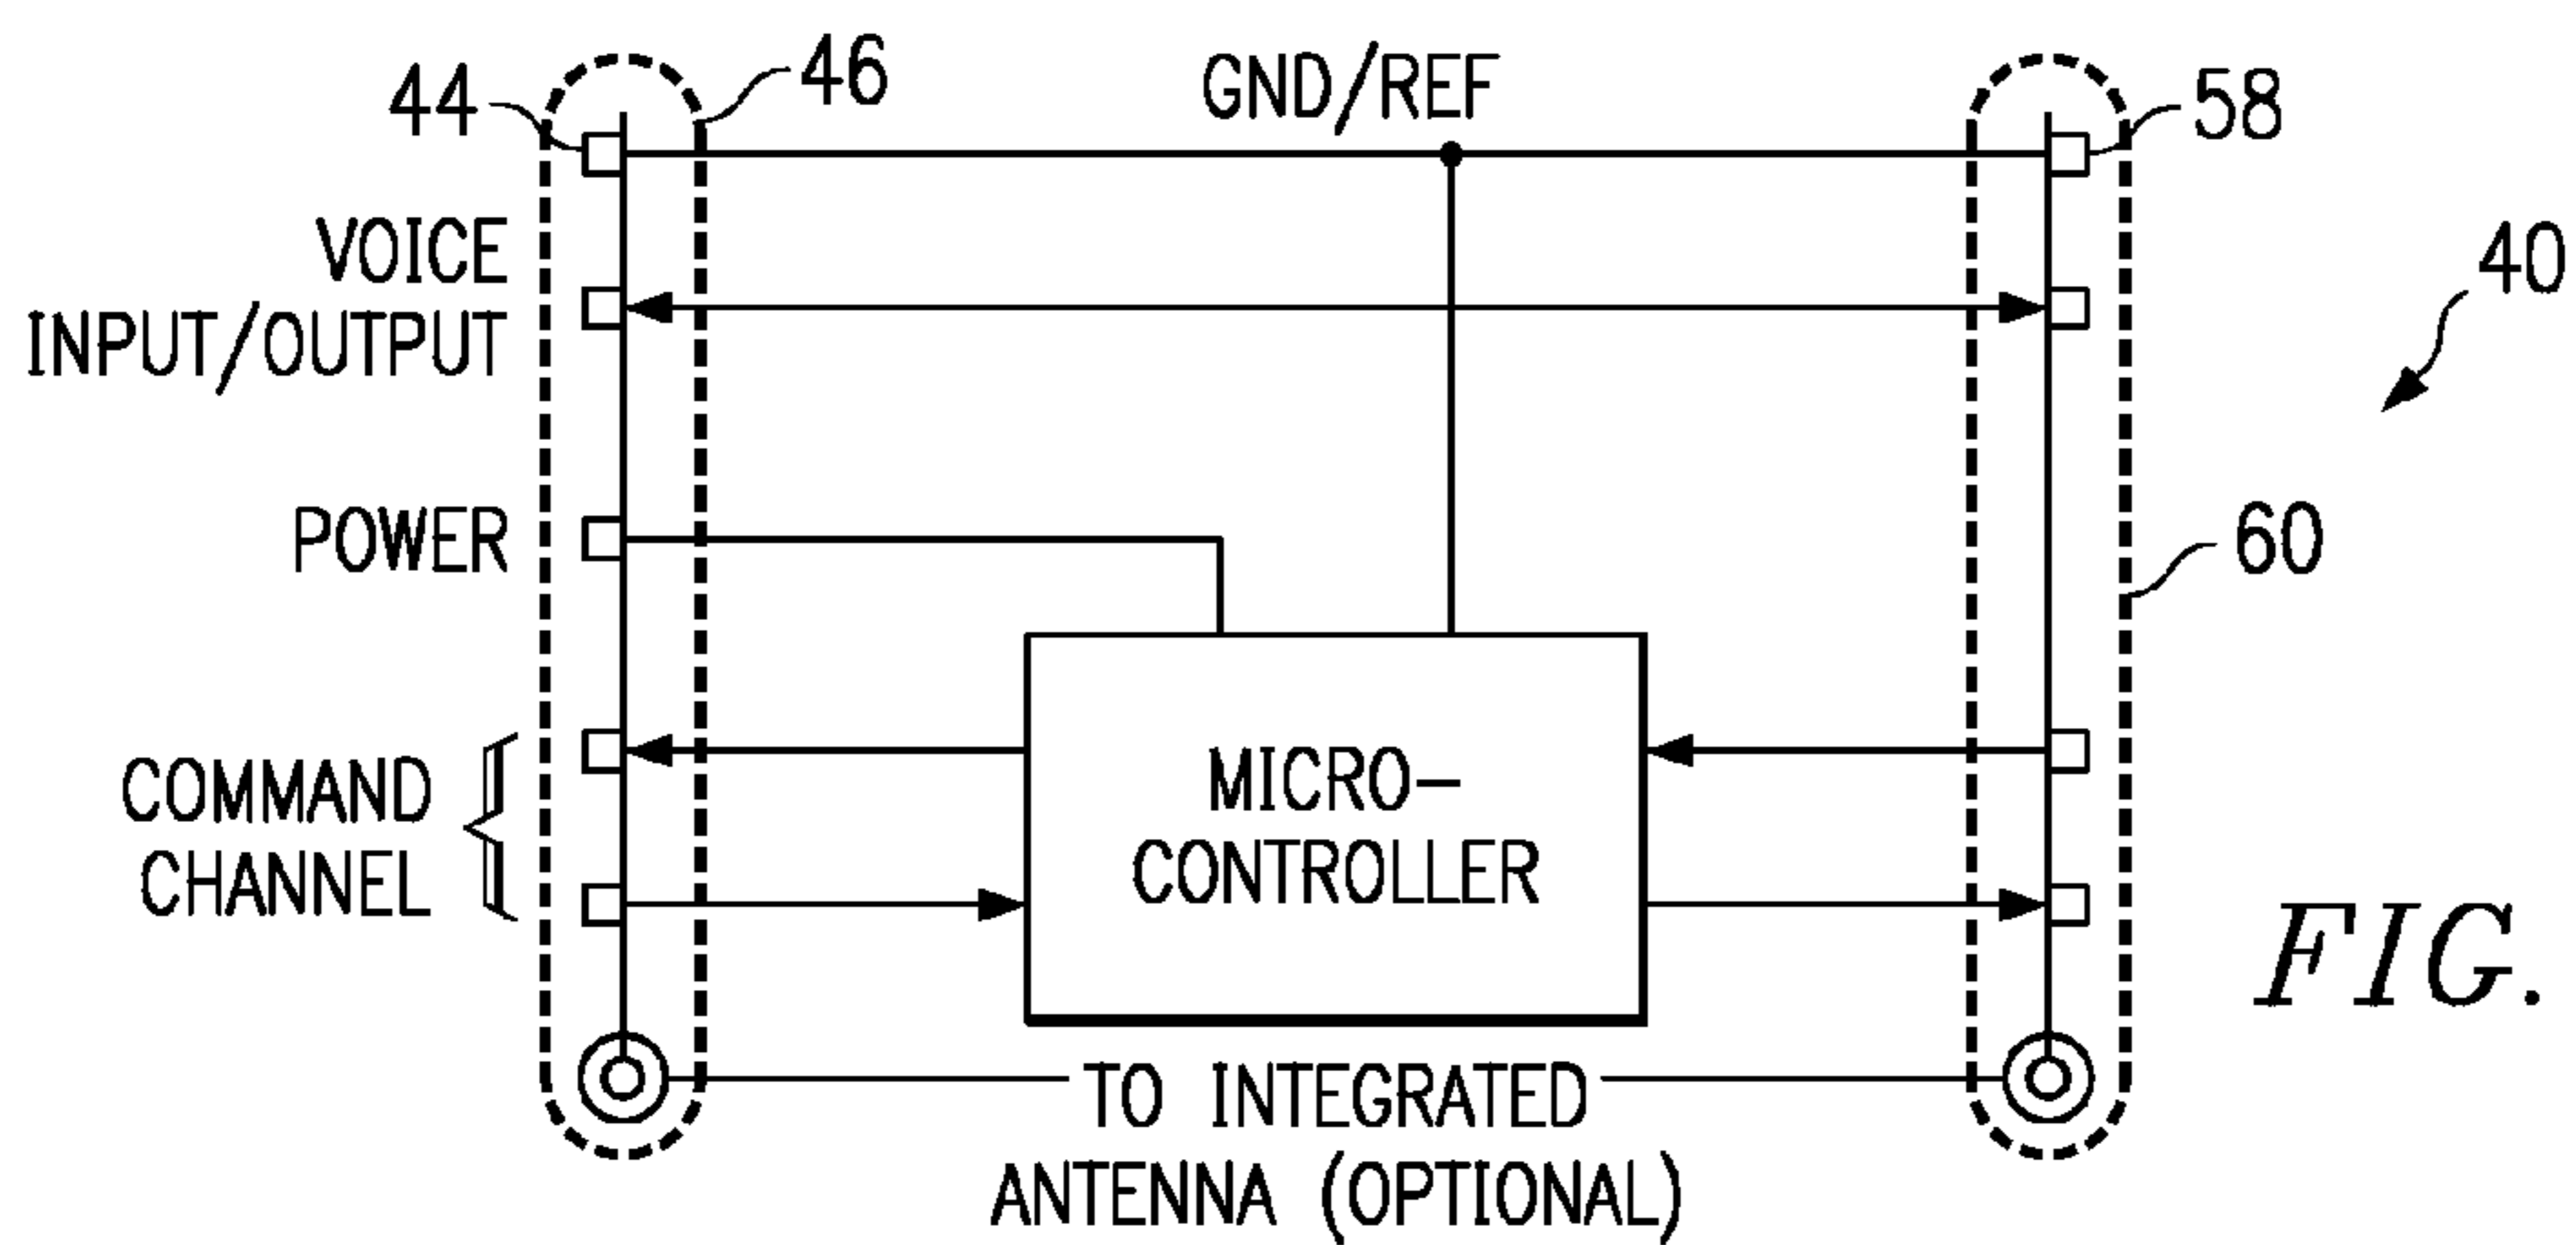 44
46
GND/REF
58
VOICE
INPUT/OUTPUT
40
POWER
60
COMMAND
CHANNEL
MICRO-
CONTROLLER
FIG.
TO INTEGRATED
ANTENNA (OPTIONAL)